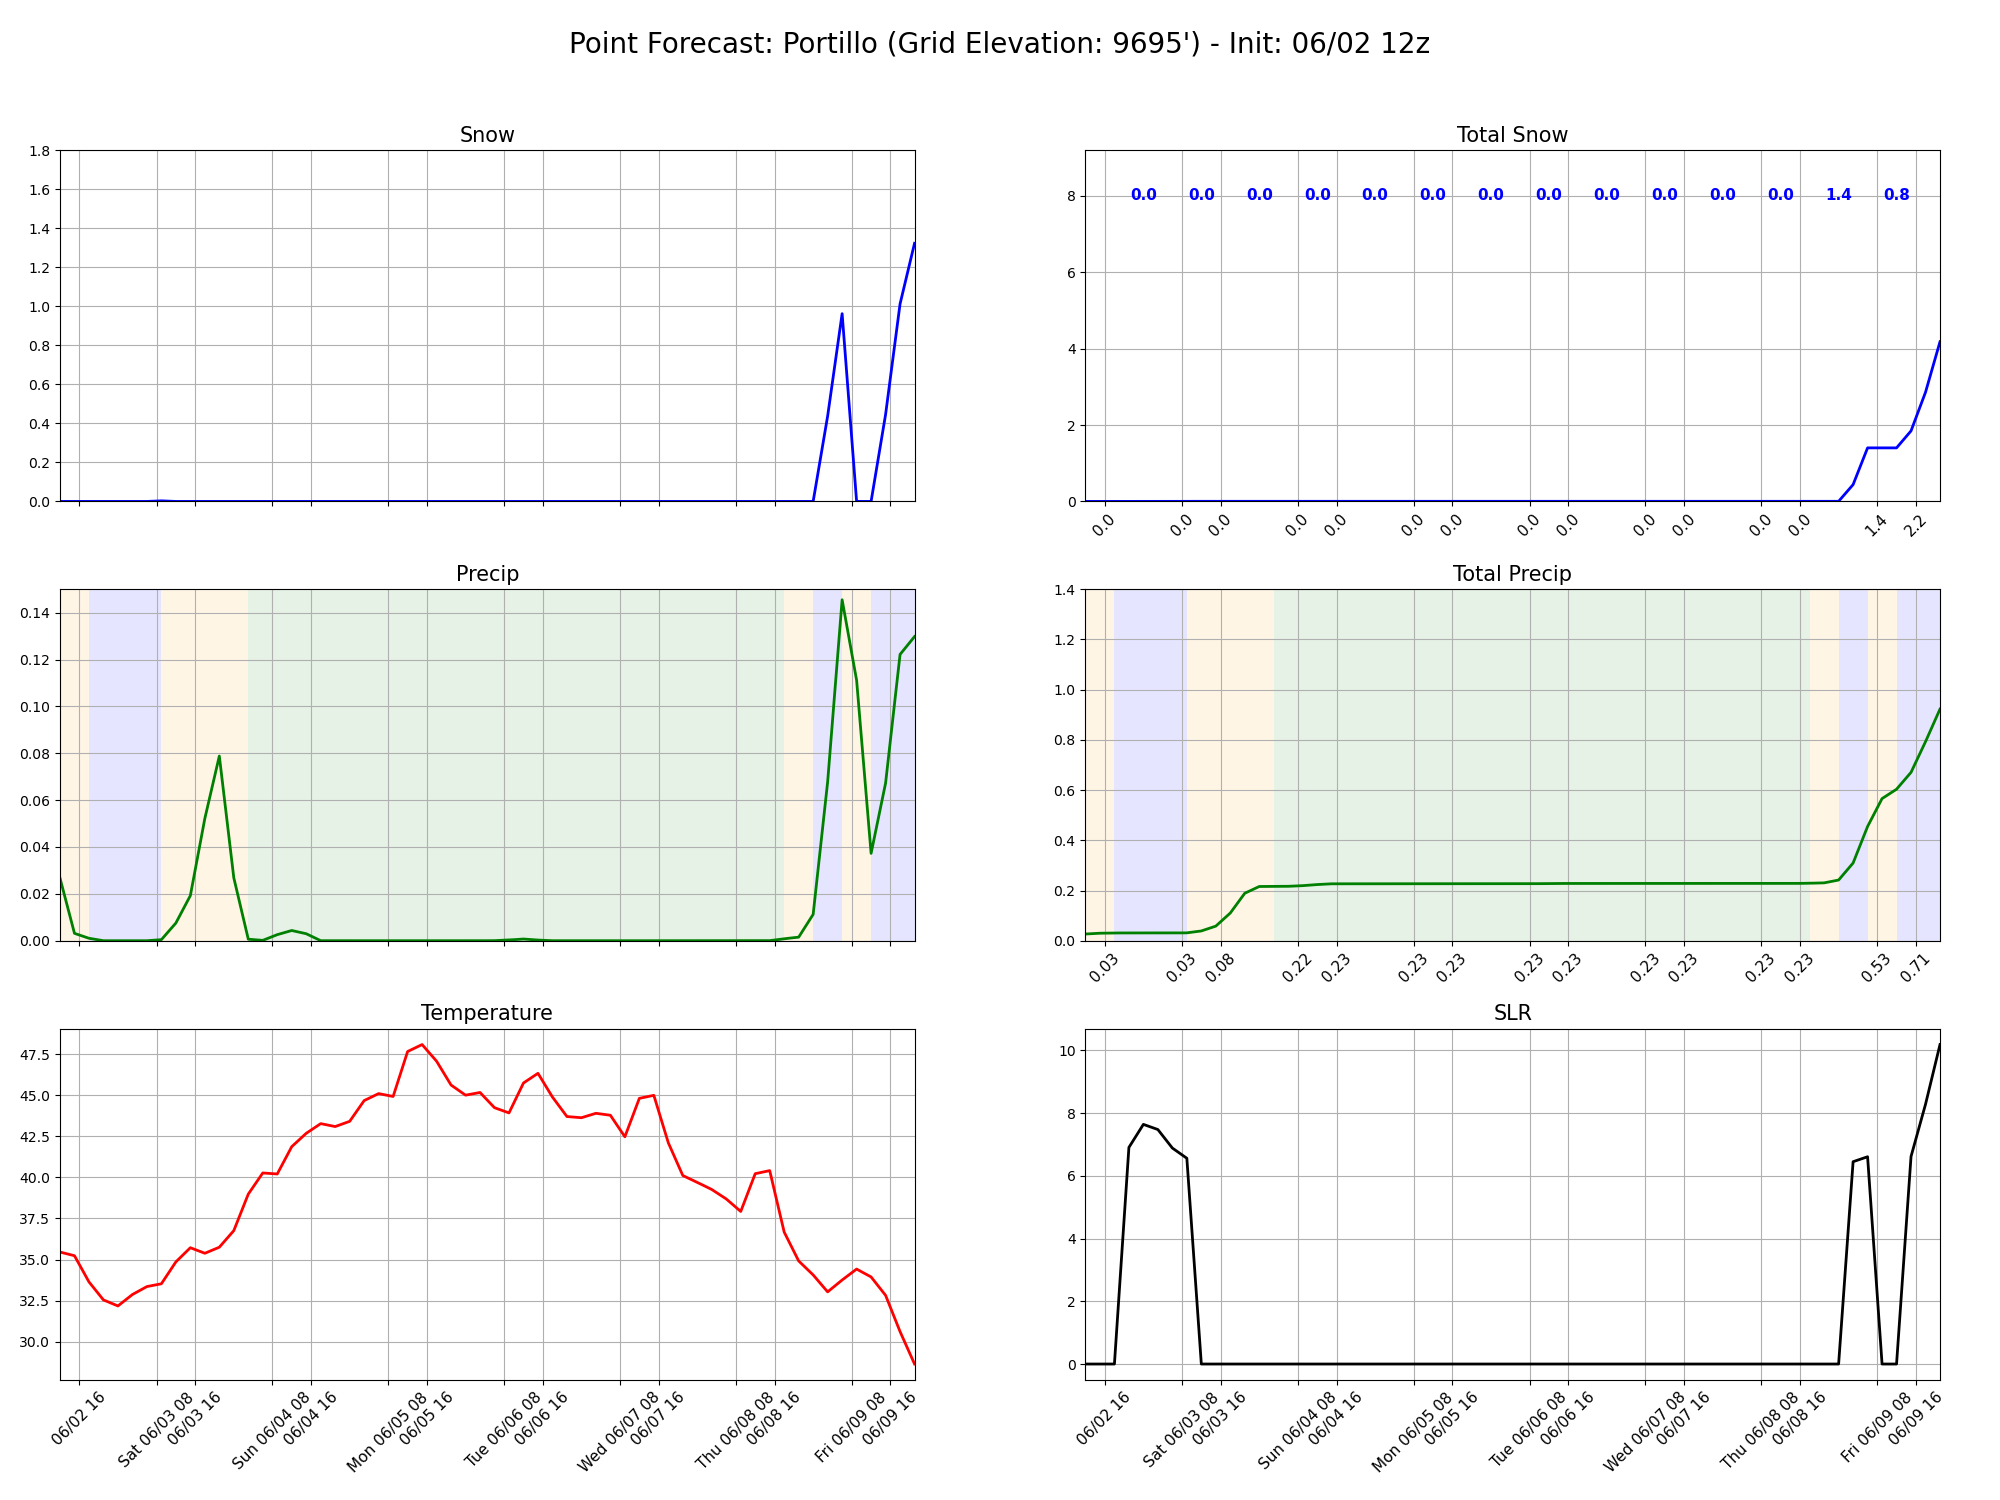 Point Forecast: Portillo (Grid Elevation: 9695') - Init: 06/02 12z
Snow
1.8
1.6
1.4
1.2
1.0
0.8
0.6
0.4
0.2
0.0
Total Snow
8
6
4
2
0
0.0 0.0 0.0 0.0 0.0 0.0 0.0 0.0 0.0 0.0 0.0 0.0 1.4 0.8
0.0 0.0 0.0 0.0 0.0 0.0 0.0 0.0 0.0 0.0 0.0 0.0 0.0 1.4 2.2
Precip
0.14
0.12
0.10
0.08
0.06
0.04
0.02
0.00
Total Precip
1.4
1.2
1.0
0.8
0.6
0.4
0.2
0.0
0.03 0.03 0.08 0.22 0.23 0.23 0.23 0.23 0.23 0.23 0.23 0.23 0.23 0.53 0.71
Temperature
47.5
45.0
42.5
40.0
37.5
35.0
32.5
30.0
06/02 16
Sat 06/03 08
06/03 16
Sun 06/04 08
06/04 16
Mon 06/05 08
06/05 16
Tue 06/06 08
06/06 16
Wed 06/07 08
06/07 16
Thu 06/08 08
06/08 16
Fri 06/09 08
06/09 16
SLR
10
8
6
4
2
0
06/02 16
Sat 06/03 08
06/03 16
Sun 06/04 08
06/04 16
Mon 06/05 08
06/05 16
Tue 06/06 08
06/06 16
Wed 06/07 08
06/07 16
Thu 06/08 08
06/08 16
Fri 06/09 08
06/09 16